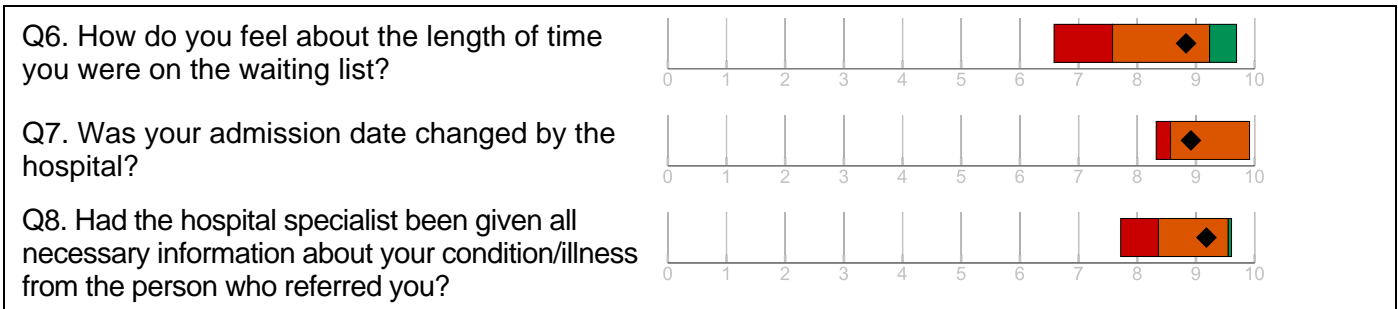 Q6. How do you feel about the length of time
you were on the waiting list?
0 1 2 3 4 5 6 7 8 9 10
Q7. Was your admission date changed by the
hospital?
0 1 2 3 4 5 6 7 8 9 10
Q8. Had the hospital specialist been given all
necessary information about your condition/illness
from the person who referred you?
0 1 2 3 4 5 6 7 8 9 10